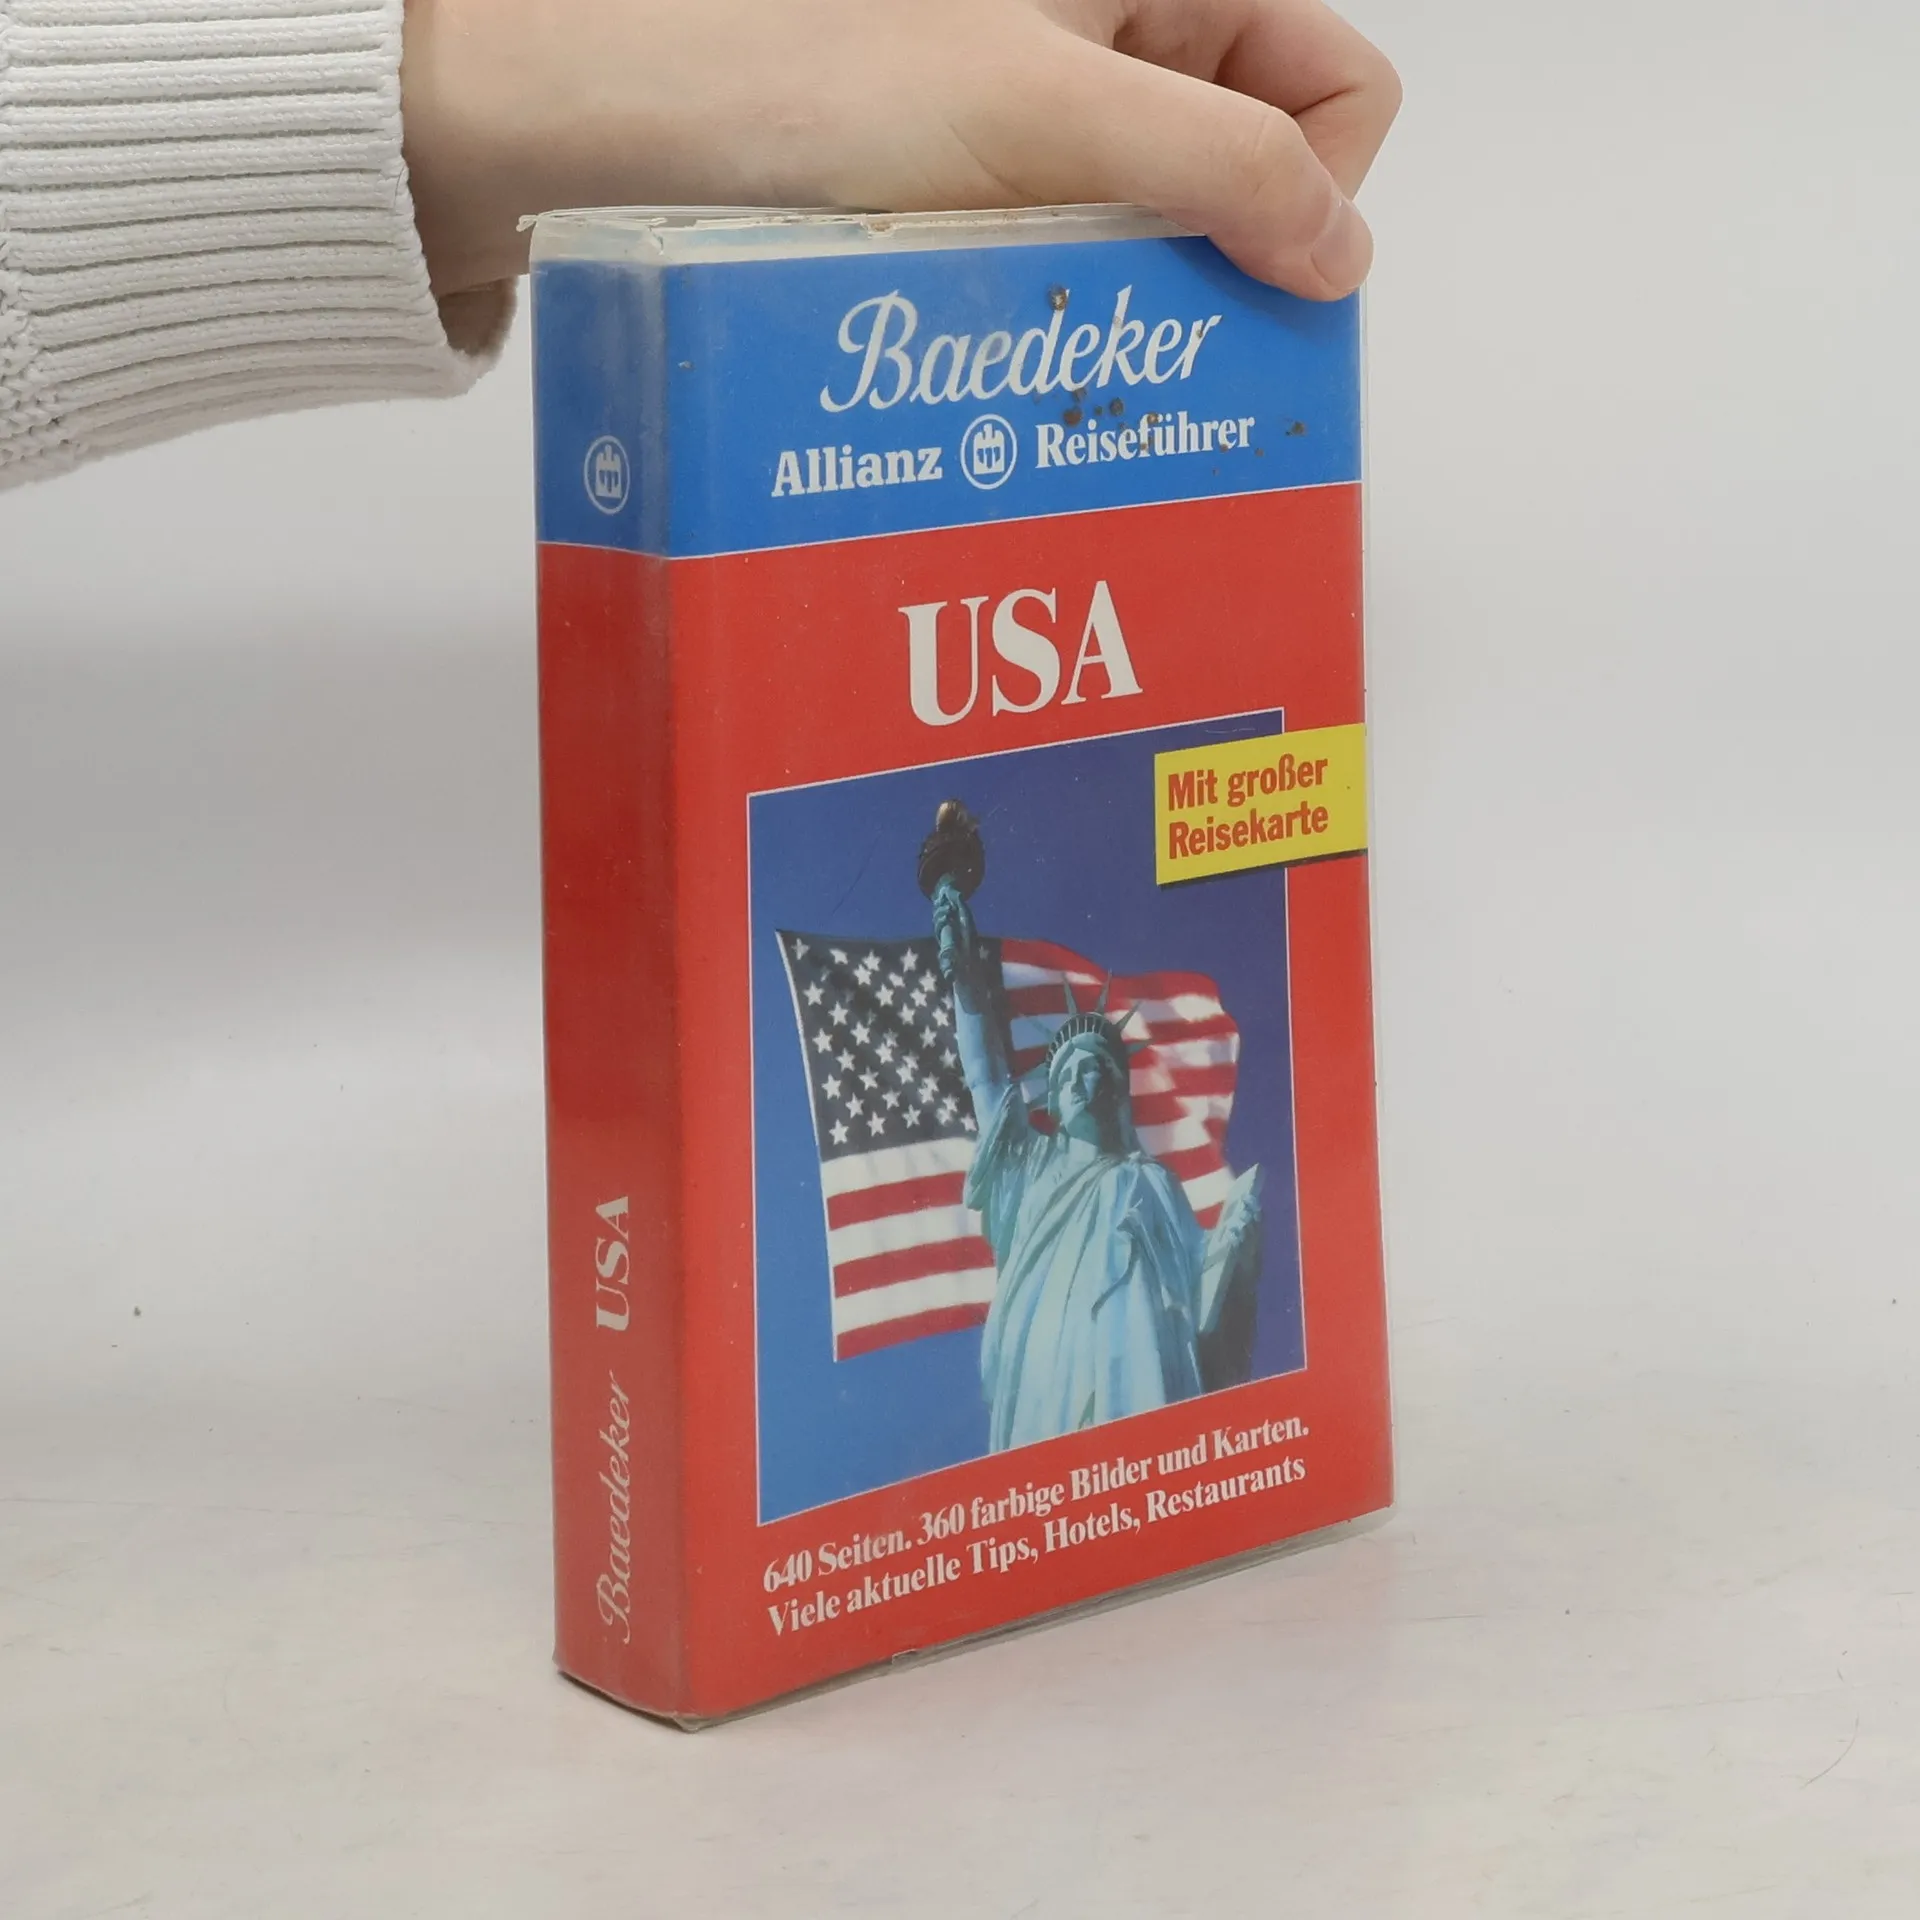 Baedeker
Allianz Reiseführer
USA
Mit großer
Reisekarte
640 Seiten. 360 farbige Bilder und Karten.
Viele aktuelle Tips, Hotels, Restaurants
Baedeker USA